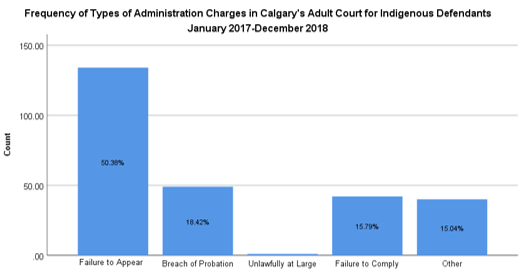 Frequency of Types of Administration Charges in Calgary's Adult Court for Indigenous Defendants
January 2017-December 2018
150.00
100.00
50.00
.00
Count
50.38%
18.42%
15.79%
15.04%
Failure to Appear
Breach of Probation
Unlawfully at Large
Failure to Comply
Other